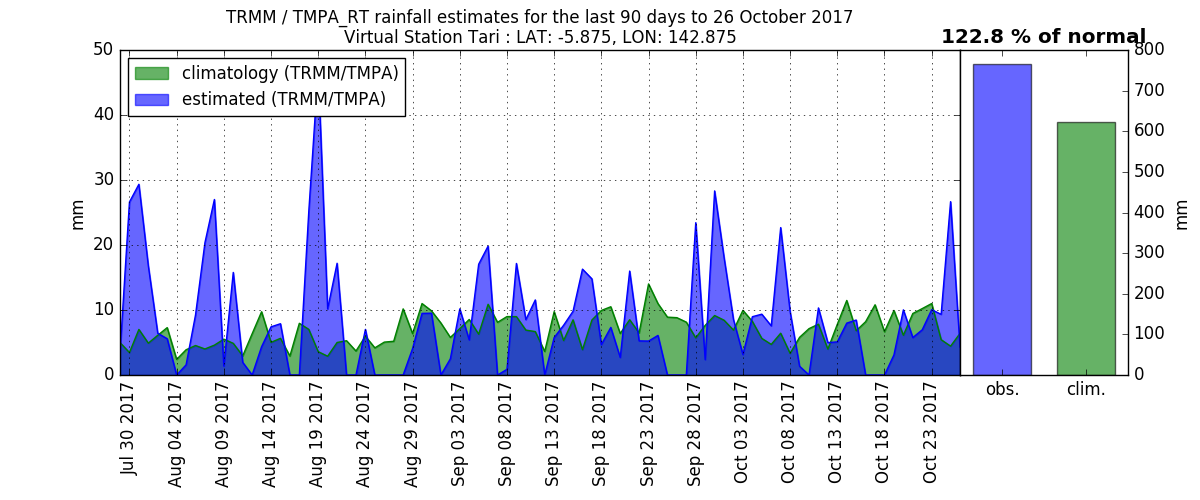 TRMM / TMPA_RT rainfall estimates for the last 90 days to 26 October 2017
Virtual Station Tari : LAT: -5.875, LON: 142.875
122.8 % of normal
climatology (TRMM/TMPA)
estimated (TRMM/TMPA)
mm
50
40
30
20
10
0
Jul 30 2017
Aug 04 2017
Aug 09 2017
Aug 14 2017
Aug 19 2017
Aug 24 2017
Aug 29 2017
Sep 03 2017
Sep 08 2017
Sep 13 2017
Sep 18 2017
Sep 23 2017
Sep 28 2017
Oct 03 2017
Oct 08 2017
Oct 13 2017
Oct 18 2017
Oct 23 2017
obs.
clim.
800
700
600
500
400
300
200
100
0
mm